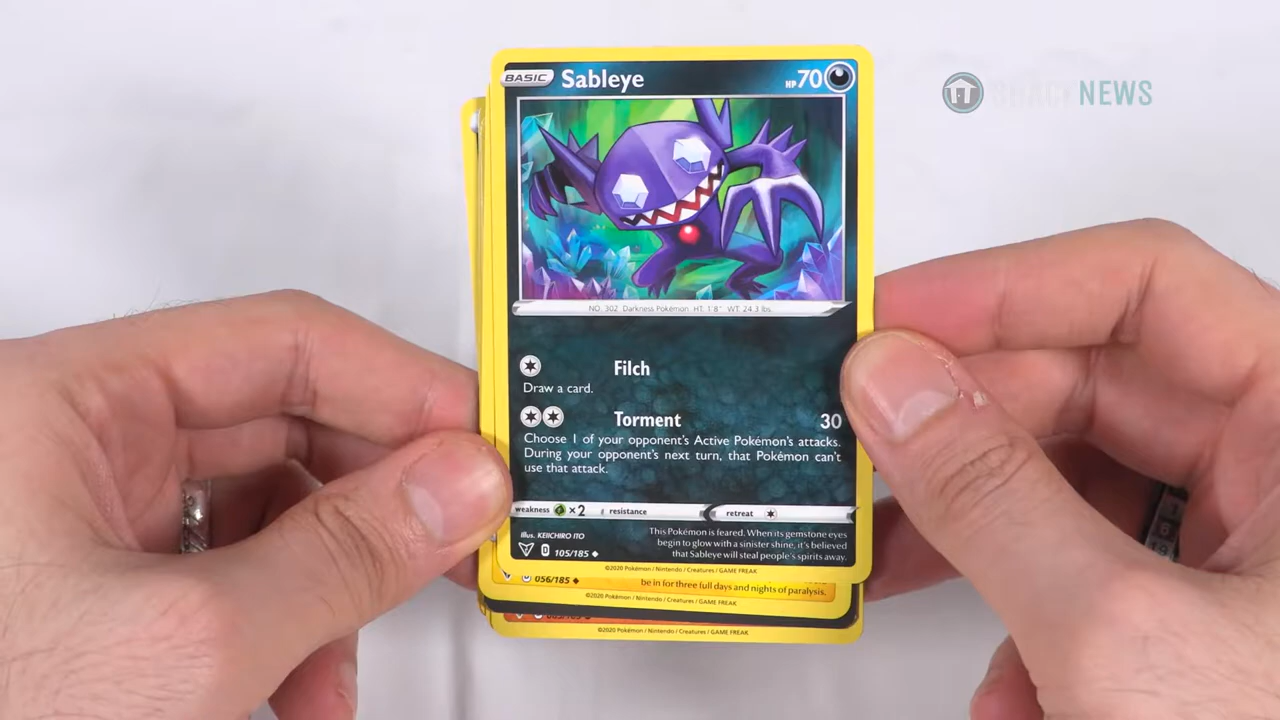 BASIC Sableye HP 70
NEWS
NO. 302 Darkness Pokémon HT: 1'8" WT: 24.3 lbs.
Filch
Draw a card.
Torment 30
Choose 1 of your opponent's Active Pokémon's attacks.
During your opponent's next turn, that Pokémon can't
use that attack.
weakness ×2 resistance retreat
Illus. KEIICHIRO ITO
This Pokémon is feared. When its gemstone eyes
begin to glow with a sinister shine, it's believed
that Sableye will steal people's spirits away.
D 105/185
©2020 Pokémon / Nintendo / Creatures / GAME FREAK
D 056/185
be in for three full days and nights of paralysis.
©2020 Pokémon / Nintendo / Creatures / GAME FREAK
©2020 Pokémon / Nintendo / Creatures / GAME FREAK